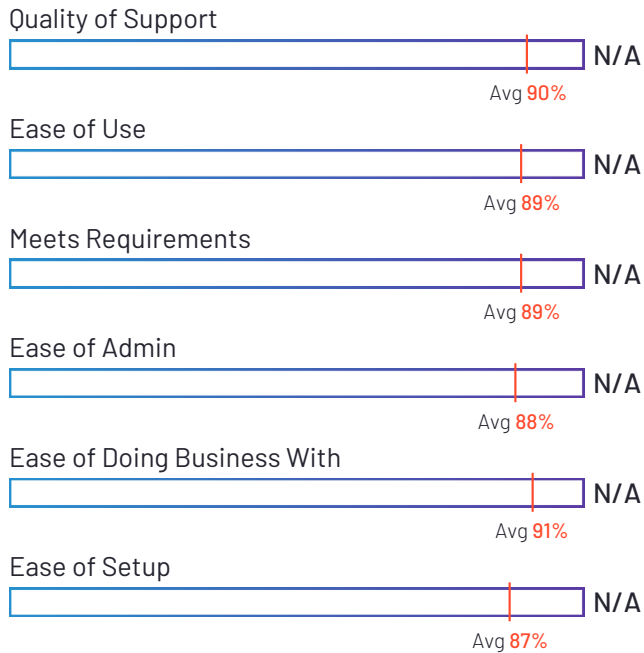 Quality of Support
N/A
Avg 90%
Ease of Use
N/A
Avg 89%
Meets Requirements
N/A
Avg 89%
Ease of Admin
N/A
Avg 88%
Ease of Doing Business With
N/A
Avg 91%
Ease of Setup
N/A
Avg 87%